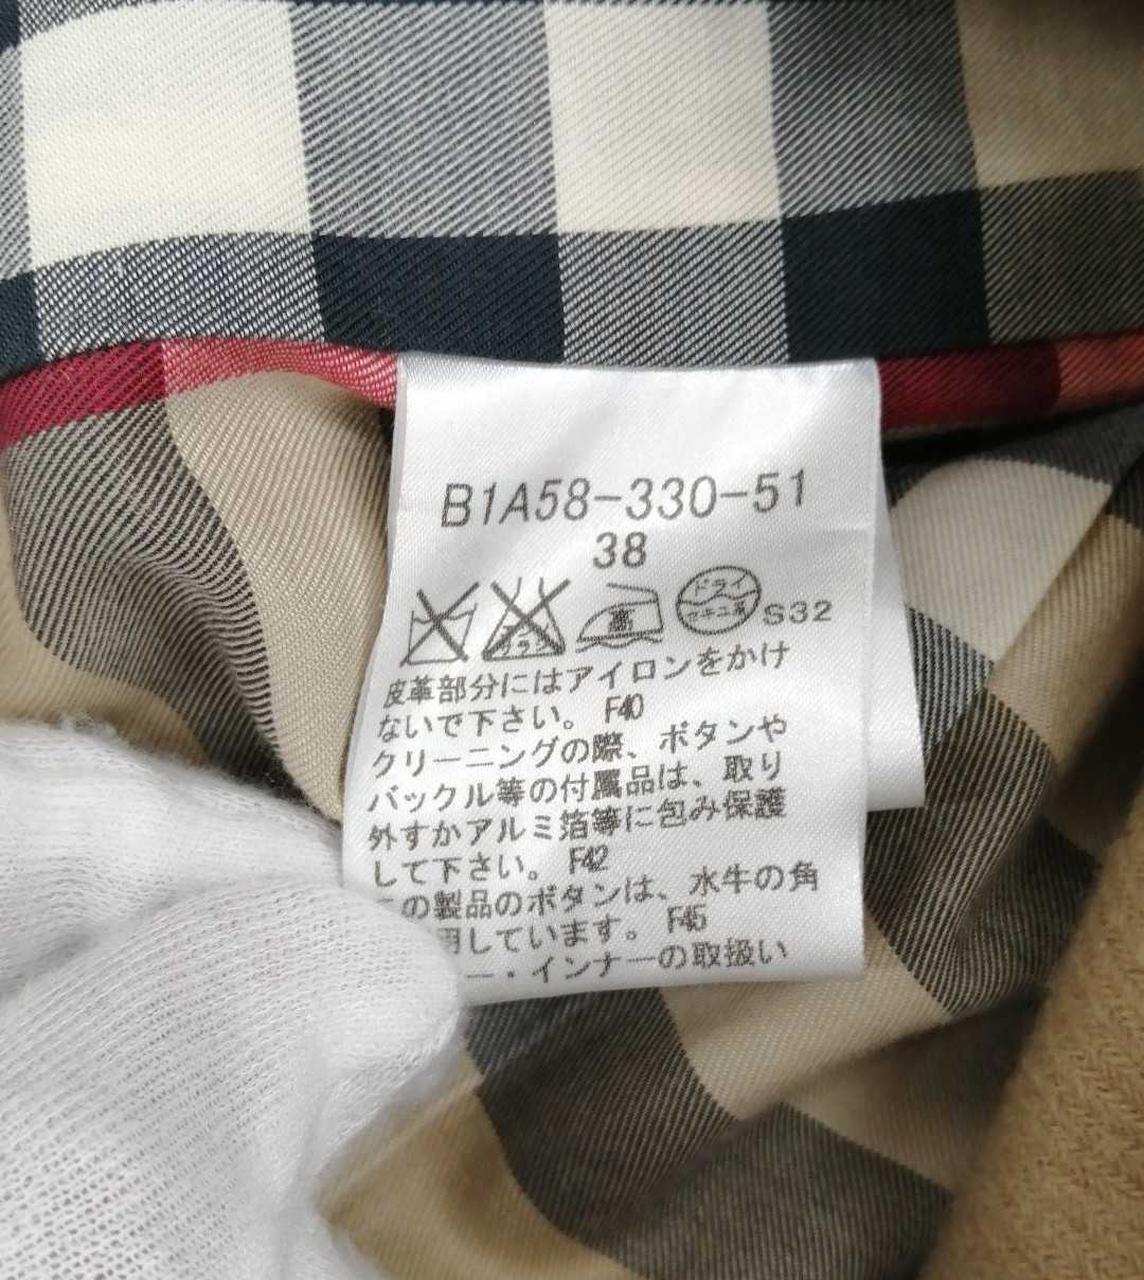 B1A58-330-51
38
ドライ
S32
皮革部分にはアイロンをかけ
ないで下さい。 F40
クリーニングの際、ボタンや
バックル等の付属品は、取り
外すかアルミ箔等に包み保護
して下さい。 F42
この製品のボタンは、水牛の角
用しています。 F45
ー・インナーの取扱い